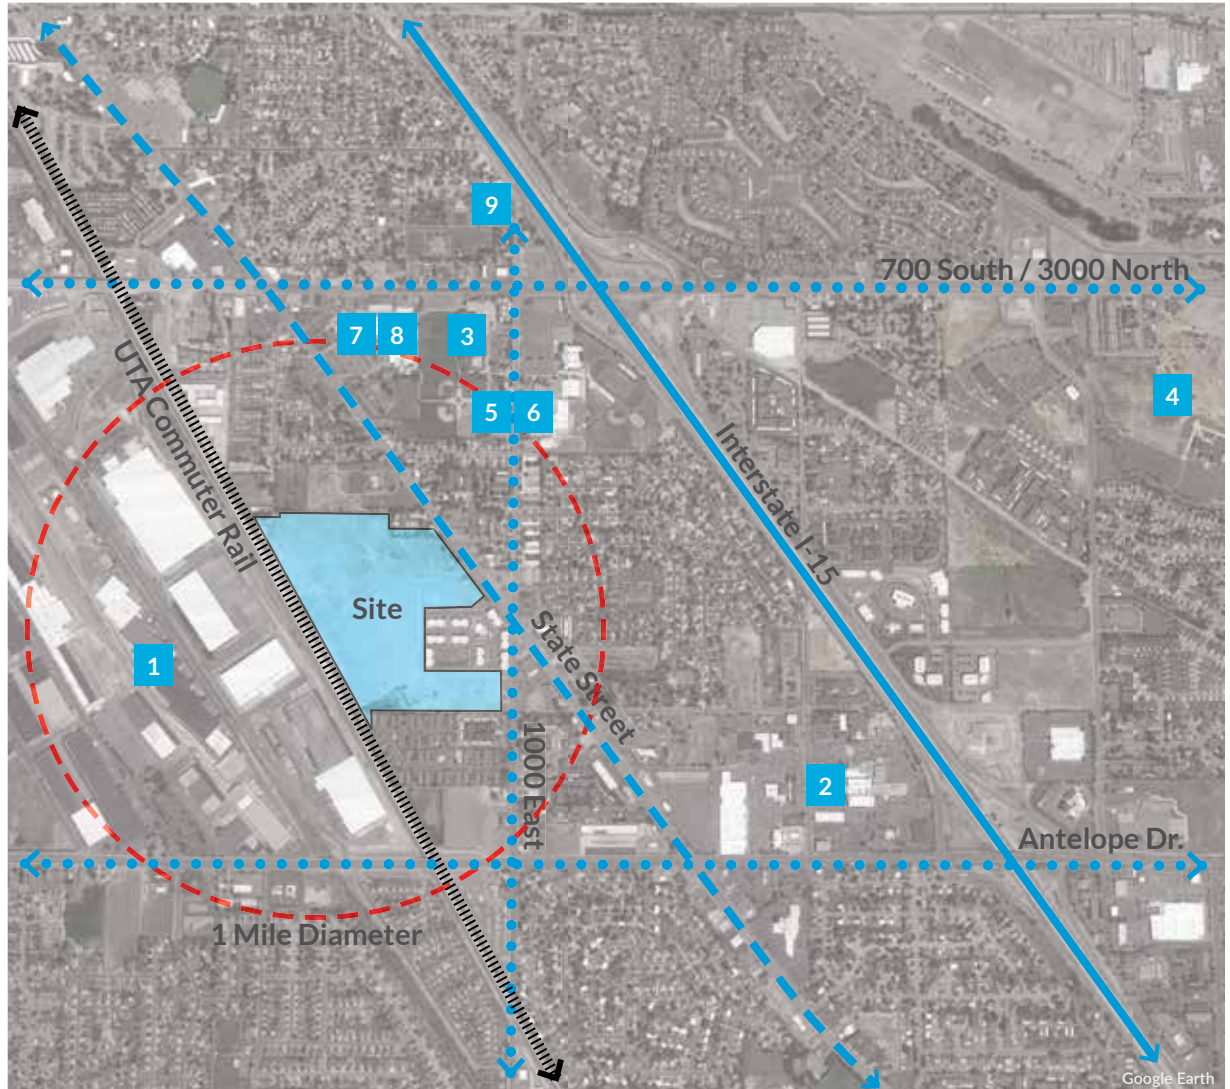 9
700 South / 3000 North
7 8 3
UTA Commuter Rail
4
5 6
Interstate I-15
Site
State Street
1
1000 East
2
Antelope Dr.
1 Mile Diameter
Google Earth